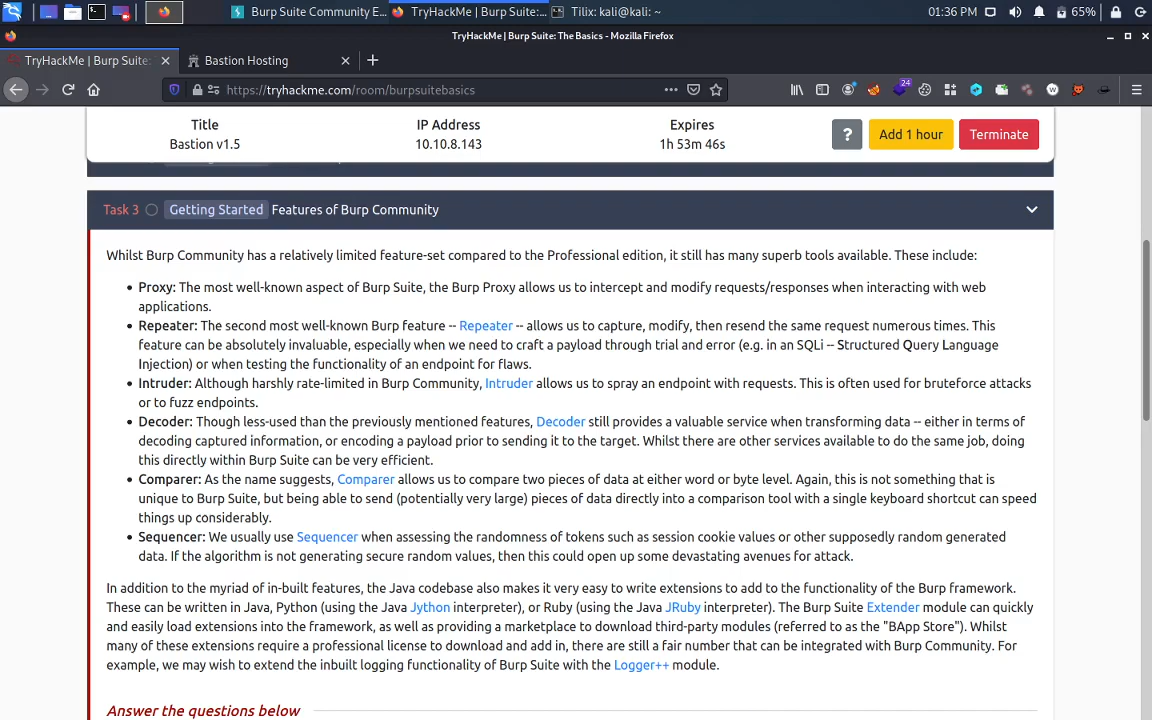 Burp Suite Community E...
TryHackMe | Burp Suite:...
Tilix: kali@kali: ~
01:36 PM
65%
TryHackMe | Burp Suite: The Basics - Mozilla Firefox
TryHackMe | Burp Suite:
Bastion Hosting
https://tryhackme.com/room/burpsuitebasics
24
Title
Bastion v1.5
IP Address
10.10.8.143
Expires
1h 53m 46s
?
Add 1 hour
Terminate
Task 3 Getting Started Features of Burp Community
Whilst Burp Community has a relatively limited feature-set compared to the Professional edition, it still has many superb tools available. These include:
• Proxy: The most well-known aspect of Burp Suite, the Burp Proxy allows us to intercept and modify requests/responses when interacting with web
applications.
• Repeater: The second most well-known Burp feature -- Repeater -- allows us to capture, modify, then resend the same request numerous times. This
feature can be absolutely invaluable, especially when we need to craft a payload through trial and error (e.g. in an SQLi -- Structured Query Language
Injection) or when testing the functionality of an endpoint for flaws.
• Intruder: Although harshly rate-limited in Burp Community, Intruder allows us to spray an endpoint with requests. This is often used for bruteforce attacks
or to fuzz endpoints.
• Decoder: Though less-used than the previously mentioned features, Decoder still provides a valuable service when transforming data -- either in terms of
decoding captured information, or encoding a payload prior to sending it to the target. Whilst there are other services available to do the same job, doing
this directly within Burp Suite can be very efficient.
• Comparer: As the name suggests, Comparer allows us to compare two pieces of data at either word or byte level. Again, this is not something that is
unique to Burp Suite, but being able to send (potentially very large) pieces of data directly into a comparison tool with a single keyboard shortcut can speed
things up considerably.
• Sequencer: We usually use Sequencer when assessing the randomness of tokens such as session cookie values or other supposedly random generated
data. If the algorithm is not generating secure random values, then this could open up some devastating avenues for attack.
In addition to the myriad of in-built features, the Java codebase also makes it very easy to write extensions to add to the functionality of the Burp framework.
These can be written in Java, Python (using the Java Jython interpreter), or Ruby (using the Java JRuby interpreter). The Burp Suite Extender module can quickly
and easily load extensions into the framework, as well as providing a marketplace to download third-party modules (referred to as the "BApp Store"). Whilst
many of these extensions require a professional license to download and add in, there are still a fair number that can be integrated with Burp Community. For
example, we may wish to extend the inbuilt logging functionality of Burp Suite with the Logger++ module.
Answer the questions below